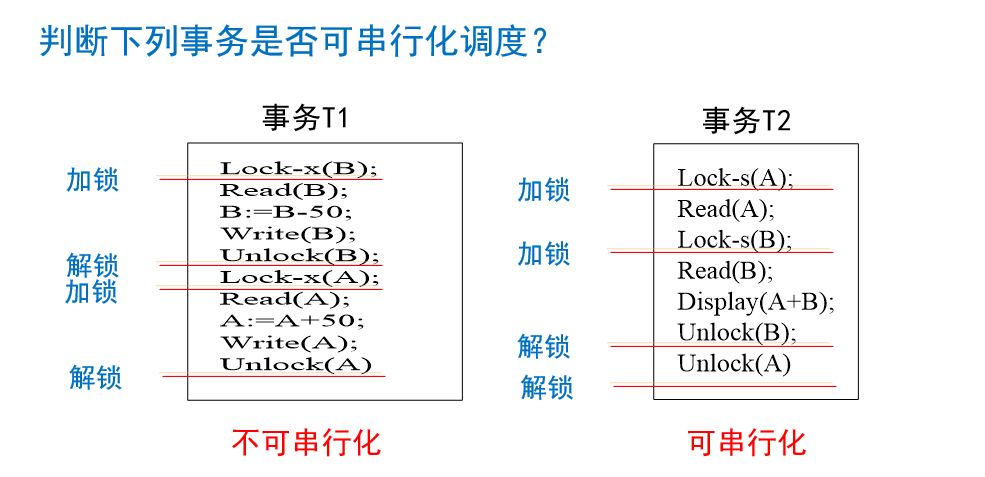 判断下列事务是否可串行化调度？
事务T1
加锁
Lock-x(B);
Read(B);
B:=B-50;
Write(B);
解锁
Unlock(B);
加锁
Lock-x(A);
Read(A);
A:=A+50;
Write(A);
解锁
Unlock(A)
不可串行化
事务T2
加锁
Lock-s(A);
Read(A);
加锁
Lock-s(B);
Read(B);
Display(A+B);
解锁
Unlock(B);
解锁
Unlock(A)
可串行化